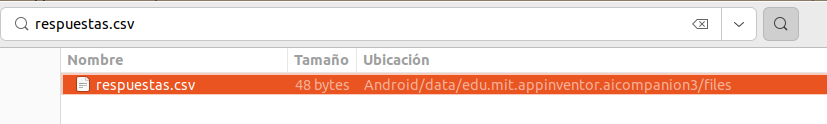 respuestas.csv
Nombre Tamaño Ubicación
respuestas.csv 48 bytes Android/data/edu.mit.appinventor.aicompanion3/files